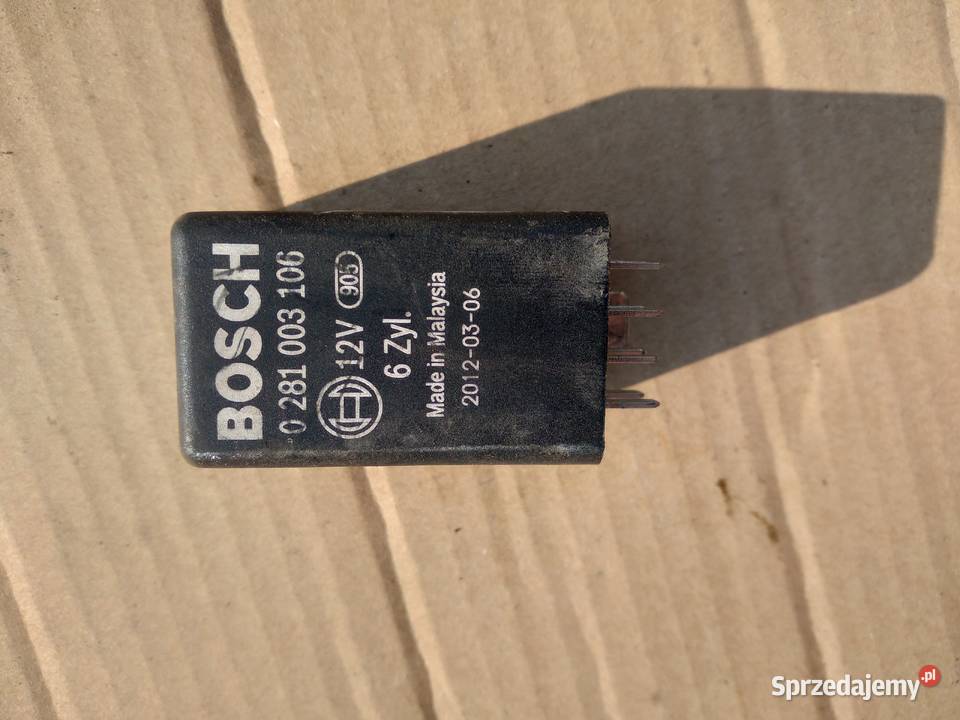 BOSCH
0 281 003 106
12V 905
6 Zyl.
Made in Malaysia
2012-03-06
Sprzedajemy.pl